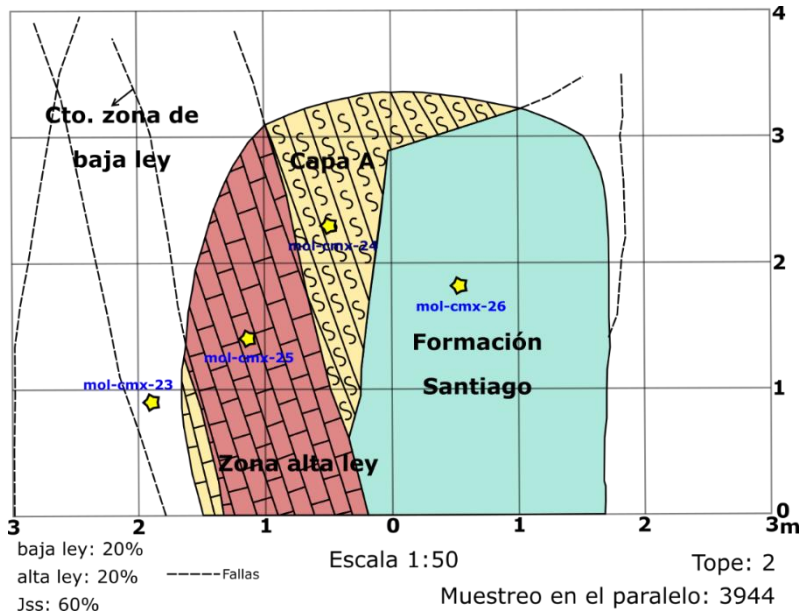 4
Cto. zona de
baja ley
3
Capa A
mol-cmx-24
2
mol-cmx-26
Formación
Santiago
mol-cmx-25
mol-cmx-23
1
Zona alta ley
0
3 2 1 0 1 2 3m
baja ley: 20%
alta ley: 20%
Jss: 60%
Fallas
Escala 1:50
Tope: 2
Muestreo en el paralelo: 3944